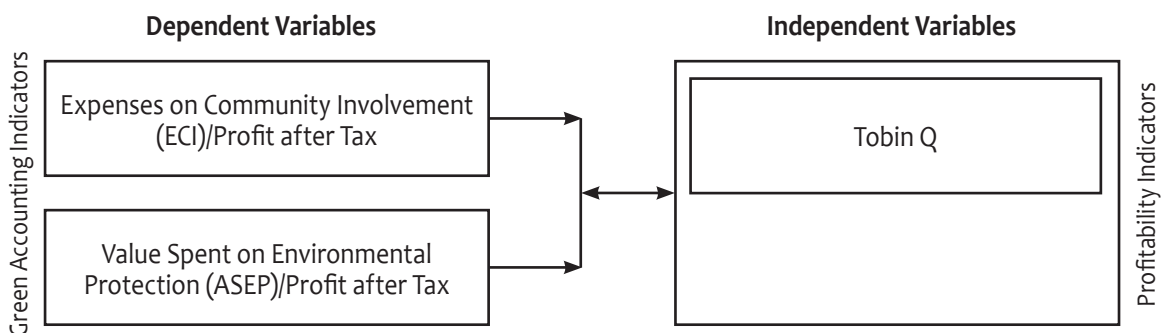 Dependent Variables
Independent Variables
Green Accounting Indicators
Expenses on Community Involvement
(ECI)/Profit after Tax
Value Spent on Environmental
Protection (ASEP)/Profit after Tax
Tobin Q
Profitability Indicators